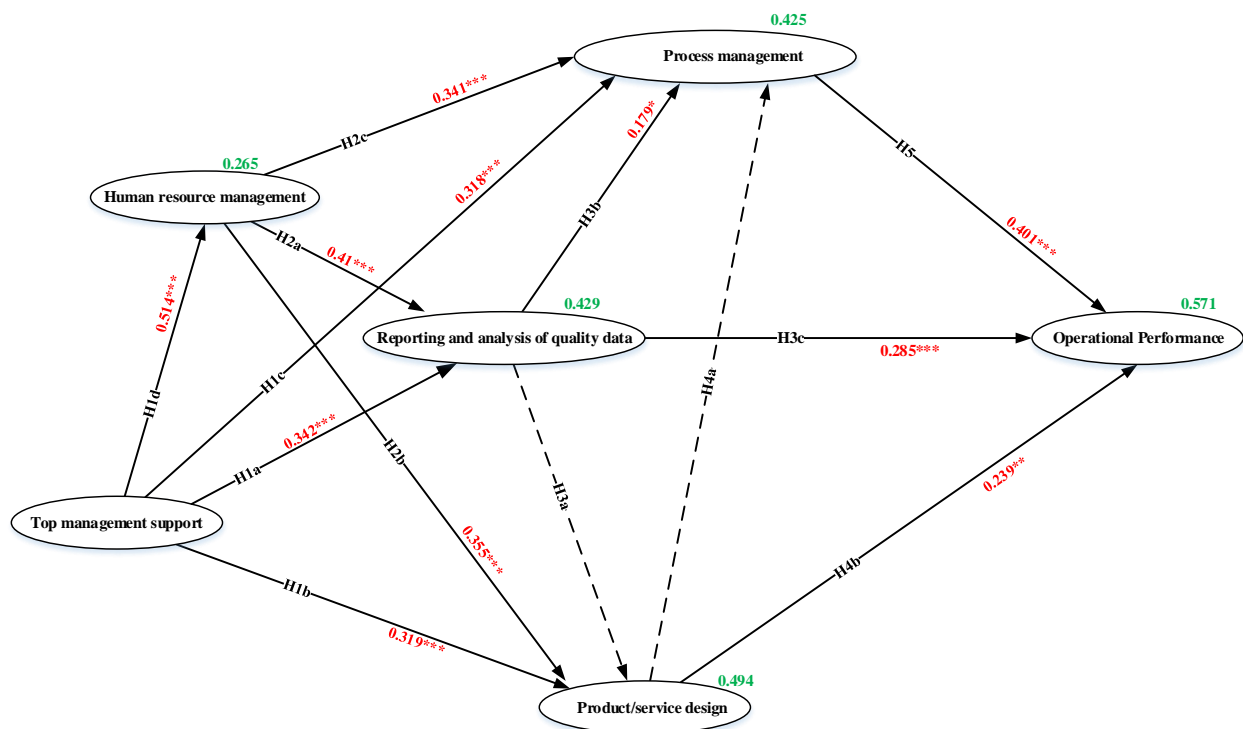 0.425
Process management
0.341***
H2c
0.179*
H5
0.265
Human resource management
0.318***
H3b
H2a
0.41***
0.401***
0.514***
0.429
0.571
Reporting and analysis of quality data
H3c
0.285***
Operational Performance
H1d
H1c
H4a
0.342***
H1a
H2b
H3a
0.239**
Top management support
0.355***
H4b
H1b
0.319***
0.494
Product/service design